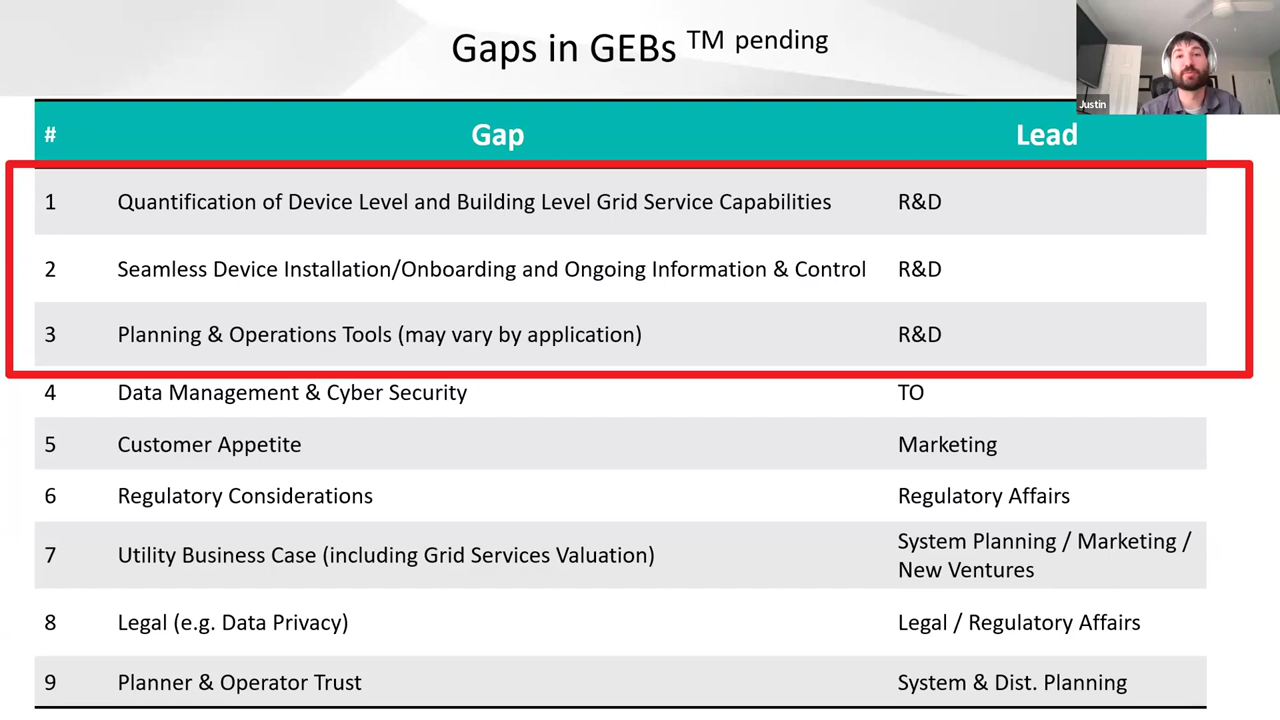 Gaps in GEBs TM pending
Justin
# Gap Lead
1 Quantification of Device Level and Building Level Grid Service Capabilities R&D
2 Seamless Device Installation/Onboarding and Ongoing Information & Control R&D
3 Planning & Operations Tools (may vary by application) R&D
4 Data Management & Cyber Security TO
5 Customer Appetite Marketing
6 Regulatory Considerations Regulatory Affairs
7 Utility Business Case (including Grid Services Valuation) System Planning / Marketing /
New Ventures
8 Legal (e.g. Data Privacy) Legal / Regulatory Affairs
9 Planner & Operator Trust System & Dist. Planning